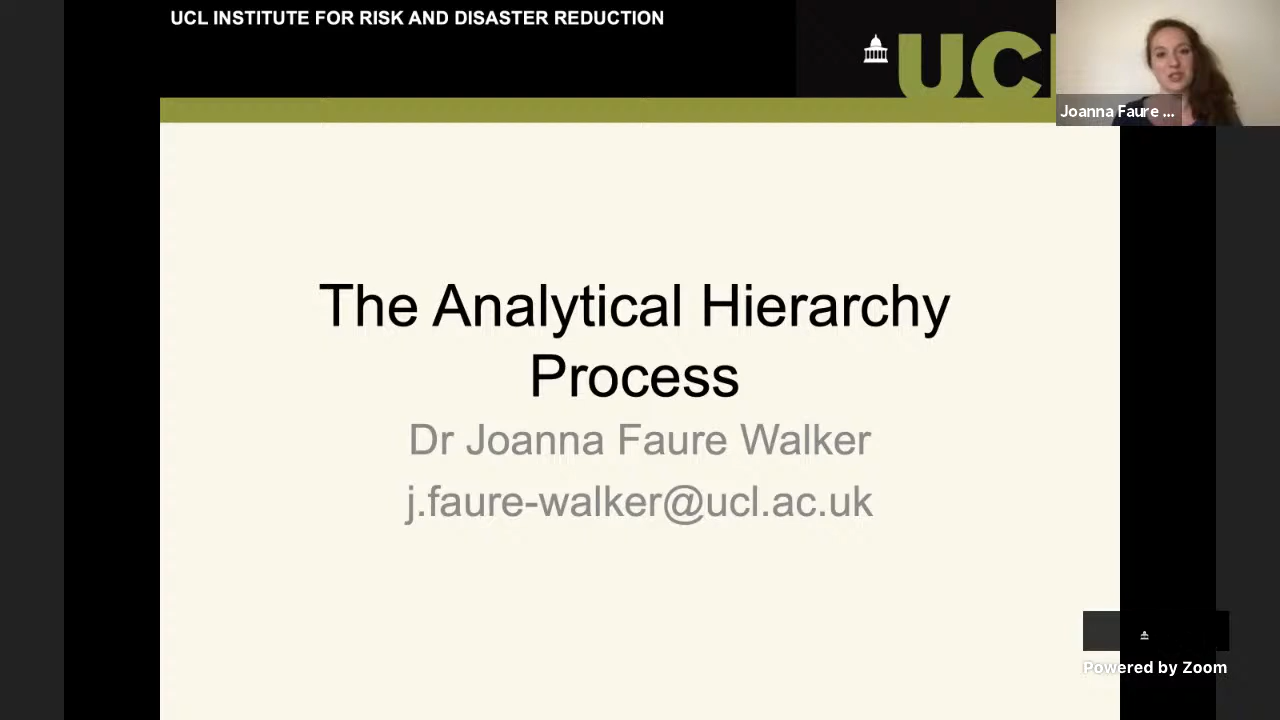 UCL INSTITUTE FOR RISK AND DISASTER REDUCTION
UC
Joanna Faure ...
The Analytical Hierarchy
Process
Dr Joanna Faure Walker
j.faure-walker@ucl.ac.uk
Powered by Zoom